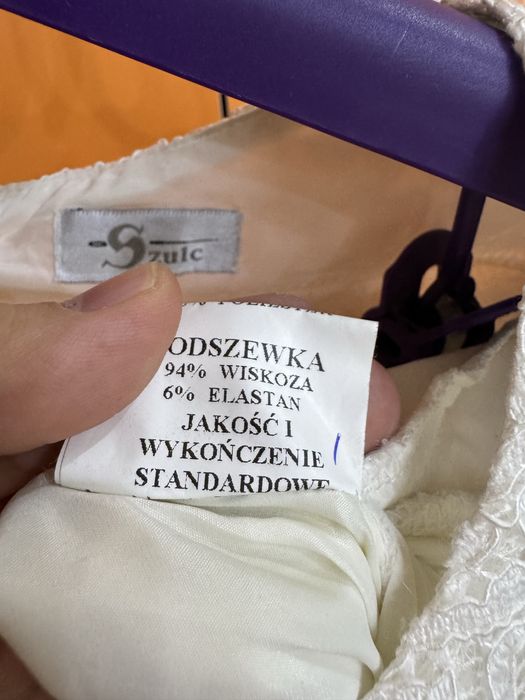 Szulc
ODSZEWKA
94% WISKOZA
6% ELASTAN
JAKOŚĆ I
WYKOŃCZENIE
STANDARDOWE